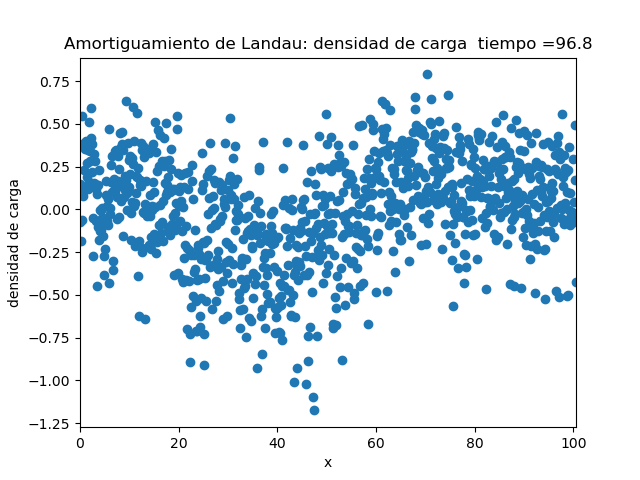 Amortiguamiento de Landau: densidad de carga  tiempo =96.8
densidad de carga
0.75
0.50
0.25
0.00
−0.25
−0.50
−0.75
−1.00
−1.25
0 20 40 60 80 100
x